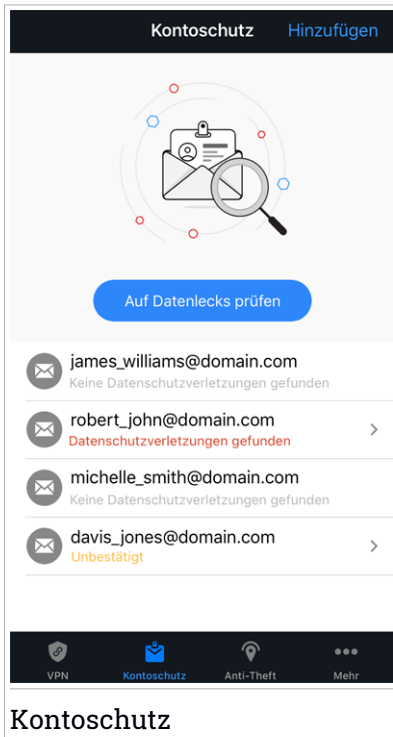 Kontoschutz
Hinzufügen
Auf Datenlecks prüfen
james_williams@domain.com
Keine Datenschutzverletzungen gefunden
robert_john@domain.com
Datenschutzverletzungen gefunden
michelle_smith@domain.com
Keine Datenschutzverletzungen gefunden
davis_jones@domain.com
Unbestätigt
VPN
Kontoschutz
Anti-Theft
Mehr
Kontoschutz